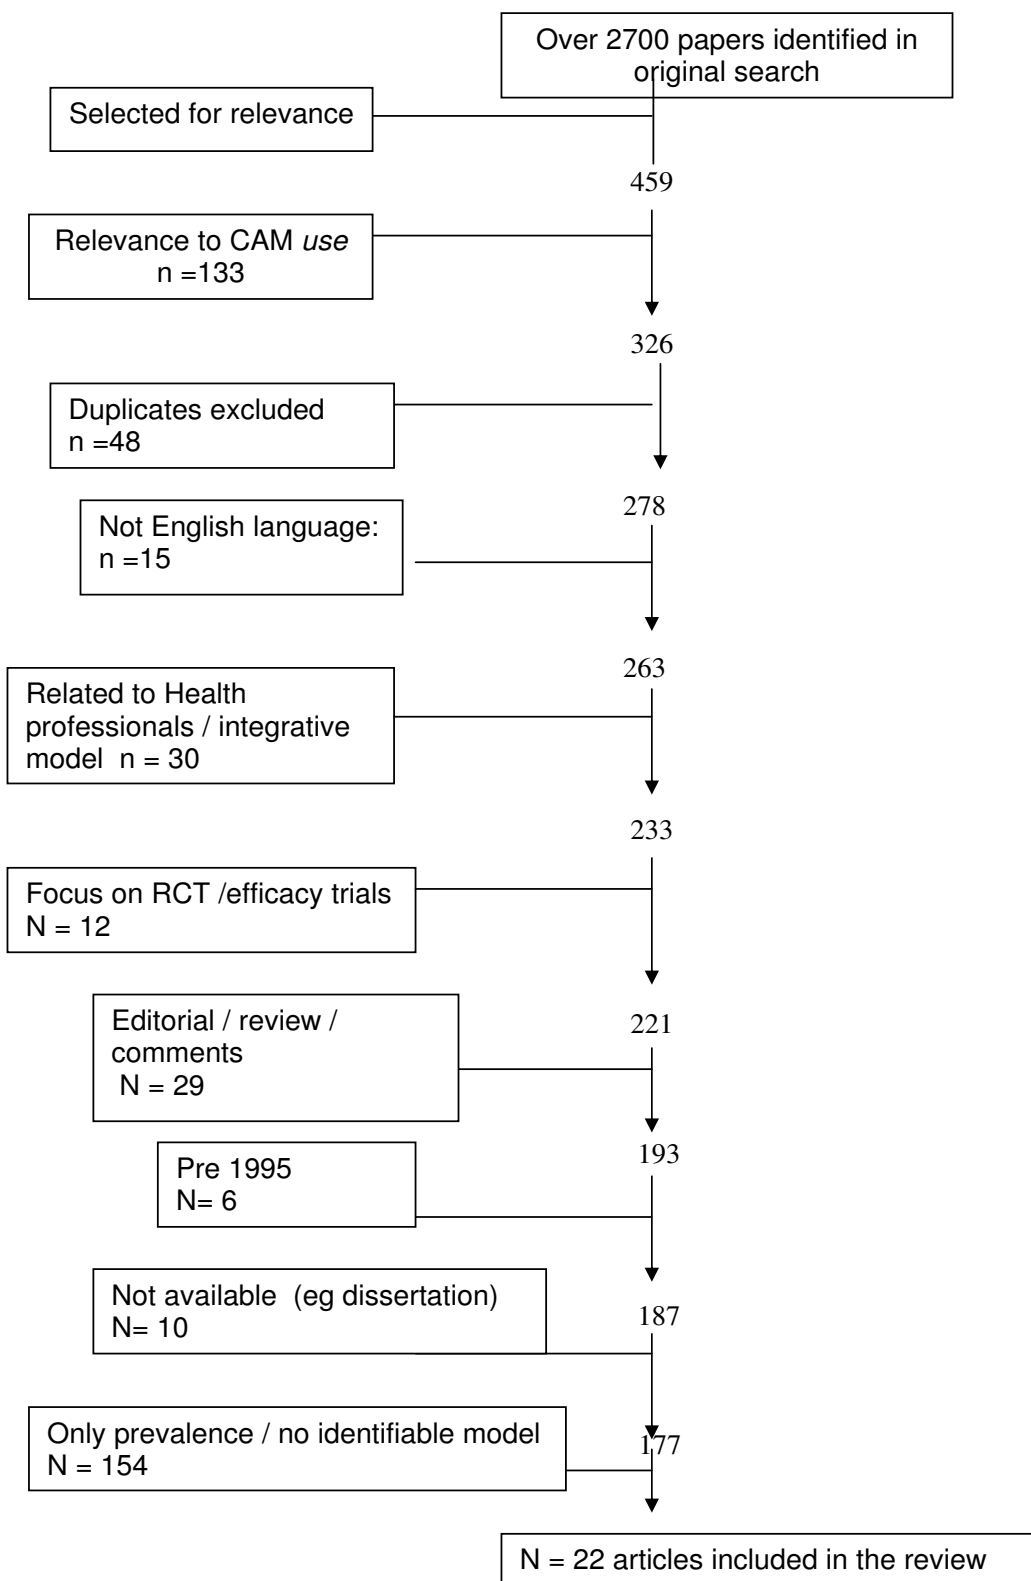 Over 2700 papers identified in
original search
Selected for relevance
459
Relevance to CAM use
n =133
326
Duplicates excluded
n =48
278
Not English language:
n =15
263
Related to Health
professionals / integrative
model  n = 30
233
Focus on RCT /efficacy trials
N = 12
221
Editorial / review /
comments
N = 29
193
Pre 1995
N= 6
187
Not available  (eg dissertation)
N= 10
177
Only prevalence / no identifiable model
N = 154
N = 22 articles included in the review